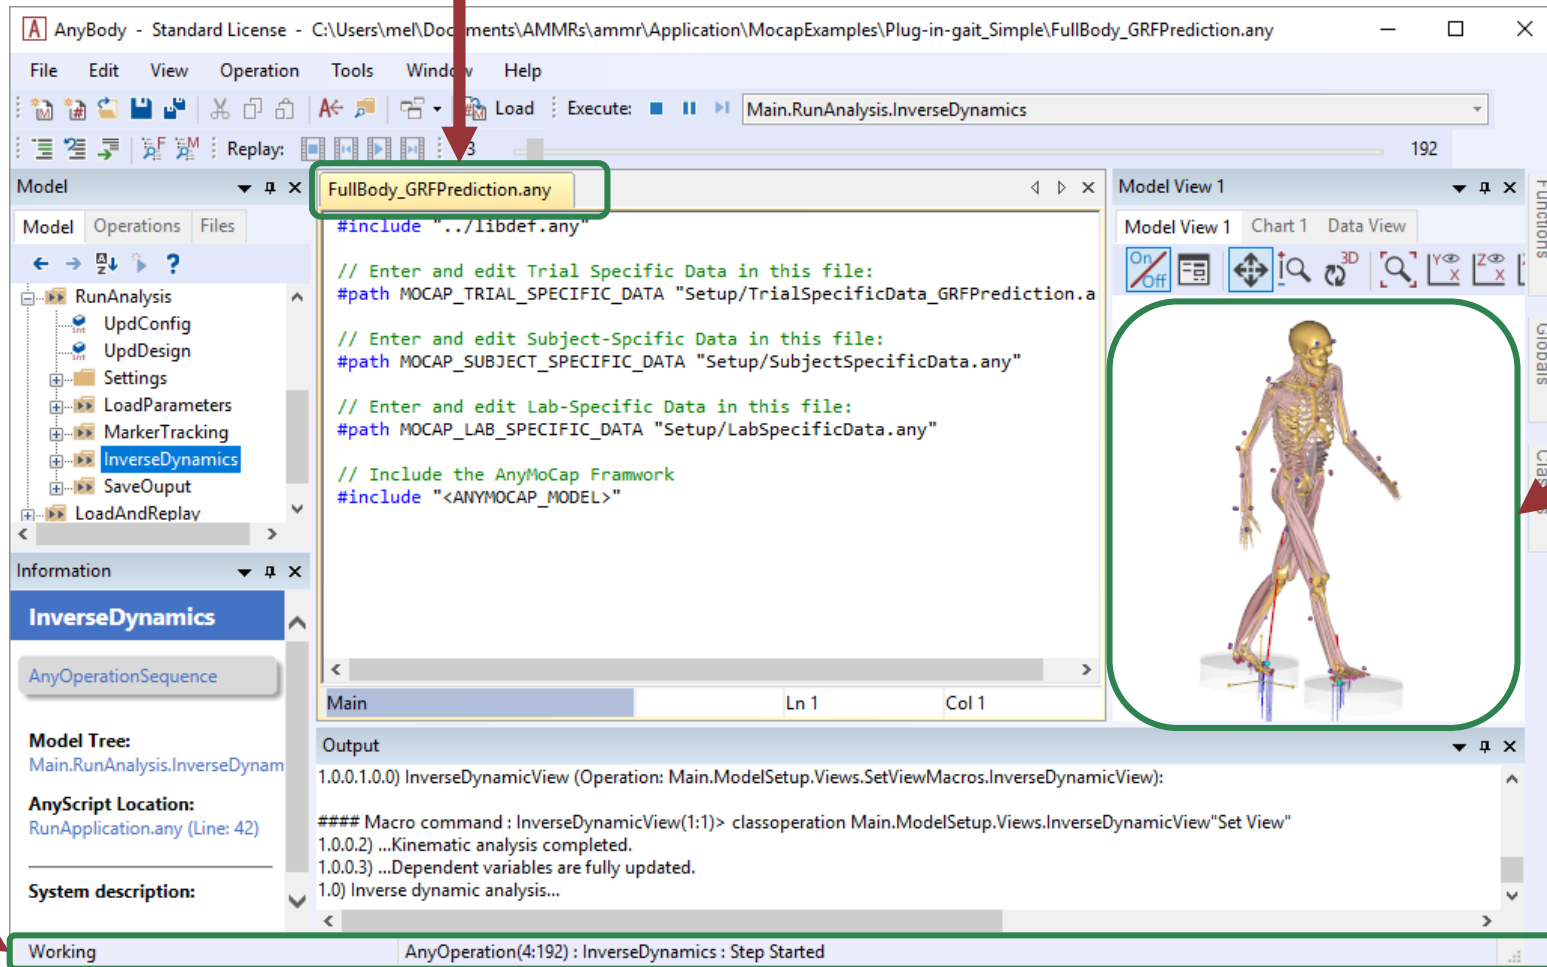 AnyBody - Standard License - C:\Users\mel\Documents\AMMRs\ammr\Application\MocapExamples\Plug-in-gait_Simple\FullBody_GRFPrediction.any
File Edit View Operation Tools Window Help
Load Execute: Main.RunAnalysis.InverseDynamics
Replay: 3 192
Model
Model Operations Files
RunAnalysis
UpdConfig
UpdDesign
Settings
LoadParameters
MarkerTracking
InverseDynamics
SaveOuput
LoadAndReplay
Information
InverseDynamics
AnyOperationSequence
Model Tree:
Main.RunAnalysis.InverseDynam
AnyScript Location:
RunApplication.any (Line: 42)
System description:
FullBody_GRFPrediction.any
#include "../libdef.any"
// Enter and edit Trial Specific Data in this file:
#path MOCAP_TRIAL_SPECIFIC_DATA "Setup/TrialSpecificData_GRFPrediction.a
// Enter and edit Subject-Spcific Data in this file:
#path MOCAP_SUBJECT_SPECIFIC_DATA "Setup/SubjectSpecificData.any"
// Enter and edit Lab-Specific Data in this file:
#path MOCAP_LAB_SPECIFIC_DATA "Setup/LabSpecificData.any"
// Include the AnyMoCap Framwork
#include "<ANYMOCAP_MODEL>"
Main Ln 1 Col 1
Model View 1
Model View 1 Chart 1 Data View
On/Off 3D Y X Z X
Functions
Globals
Output
1.0.0.1.0.0) InverseDynamicView (Operation: Main.ModelSetup.Views.SetViewMacros.InverseDynamicView):
#### Macro command : InverseDynamicView(1:1)> classoperation Main.ModelSetup.Views.InverseDynamicView"Set View"
1.0.0.2) ...Kinematic analysis completed.
1.0.0.3) ...Dependent variables are fully updated.
1.0) Inverse dynamic analysis...
Working AnyOperation(4:192) : InverseDynamics : Step Started